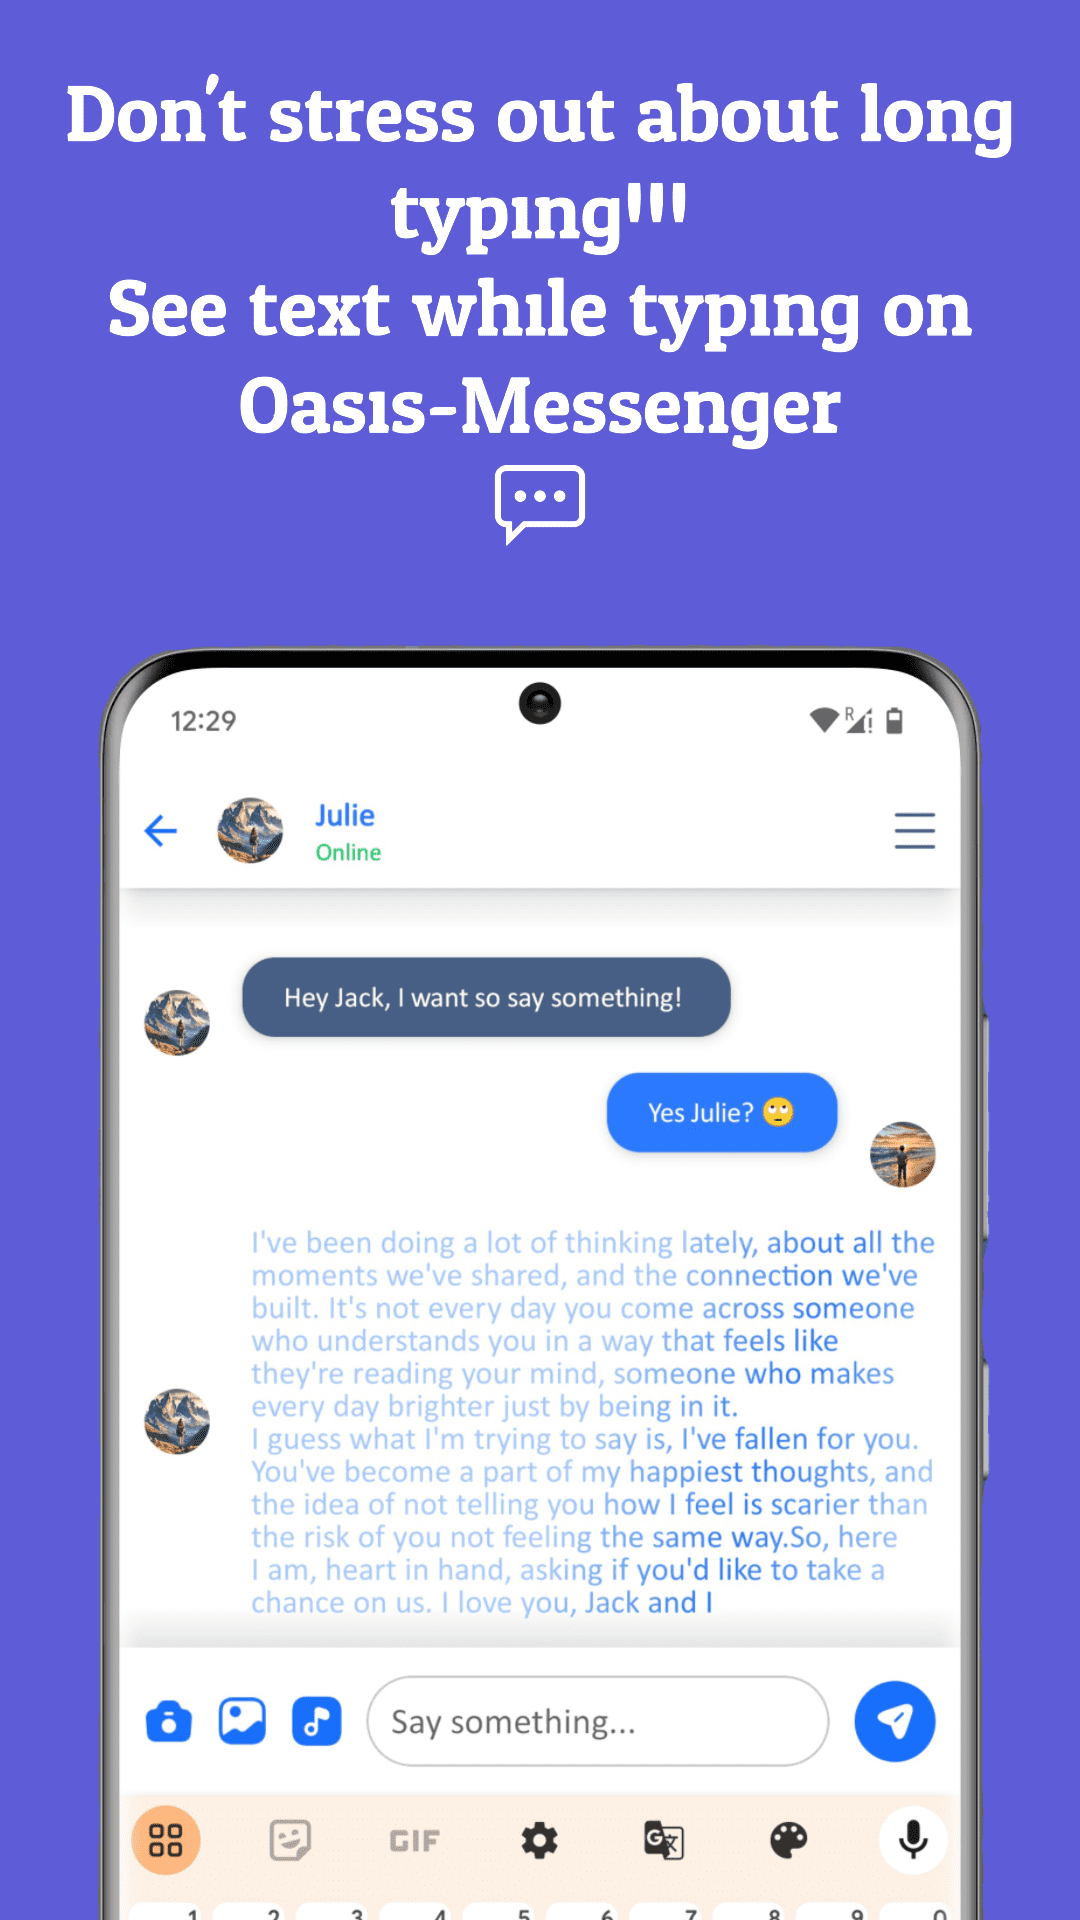 Don't stress out about long
typing!!!
See text while typing on
Oasis-Messenger
12:29
R
Julie
Online
Hey Jack, I want so say something!
Yes Julie? 🙄
I've been doing a lot of thinking lately, about all the
moments we've shared, and the connection we've
built. It's not every day you come across someone
who understands you in a way that feels like
they're reading your mind, someone who makes
every day brighter just by being in it.
I guess what I'm trying to say is, I've fallen for you.
You've become a part of my happiest thoughts, and
the idea of not telling you how I feel is scarier than
the risk of you not feeling the same way.So, here
I am, heart in hand, asking if you'd like to take a
chance on us. I love you, Jack and I
Say something...
GIF
G文
1 2 3 4 5 6 7 8 9 0